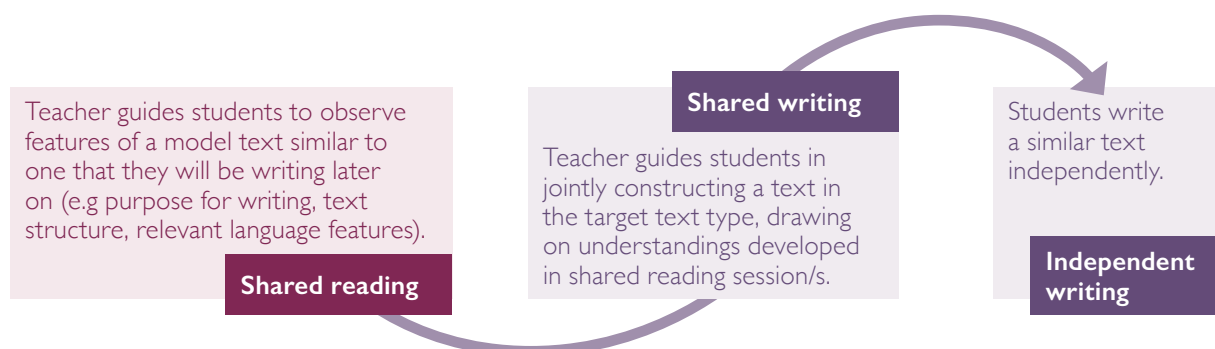 Teacher guides students to observe
features of a model text similar to
one that they will be writing later
on (e.g purpose for writing, text
structure, relevant language features).
Shared reading
Shared writing
Teacher guides students in
jointly constructing a text in
the target text type, drawing
on understandings developed
in shared reading session/s.
Students write
a similar text
independently.
Independent
writing